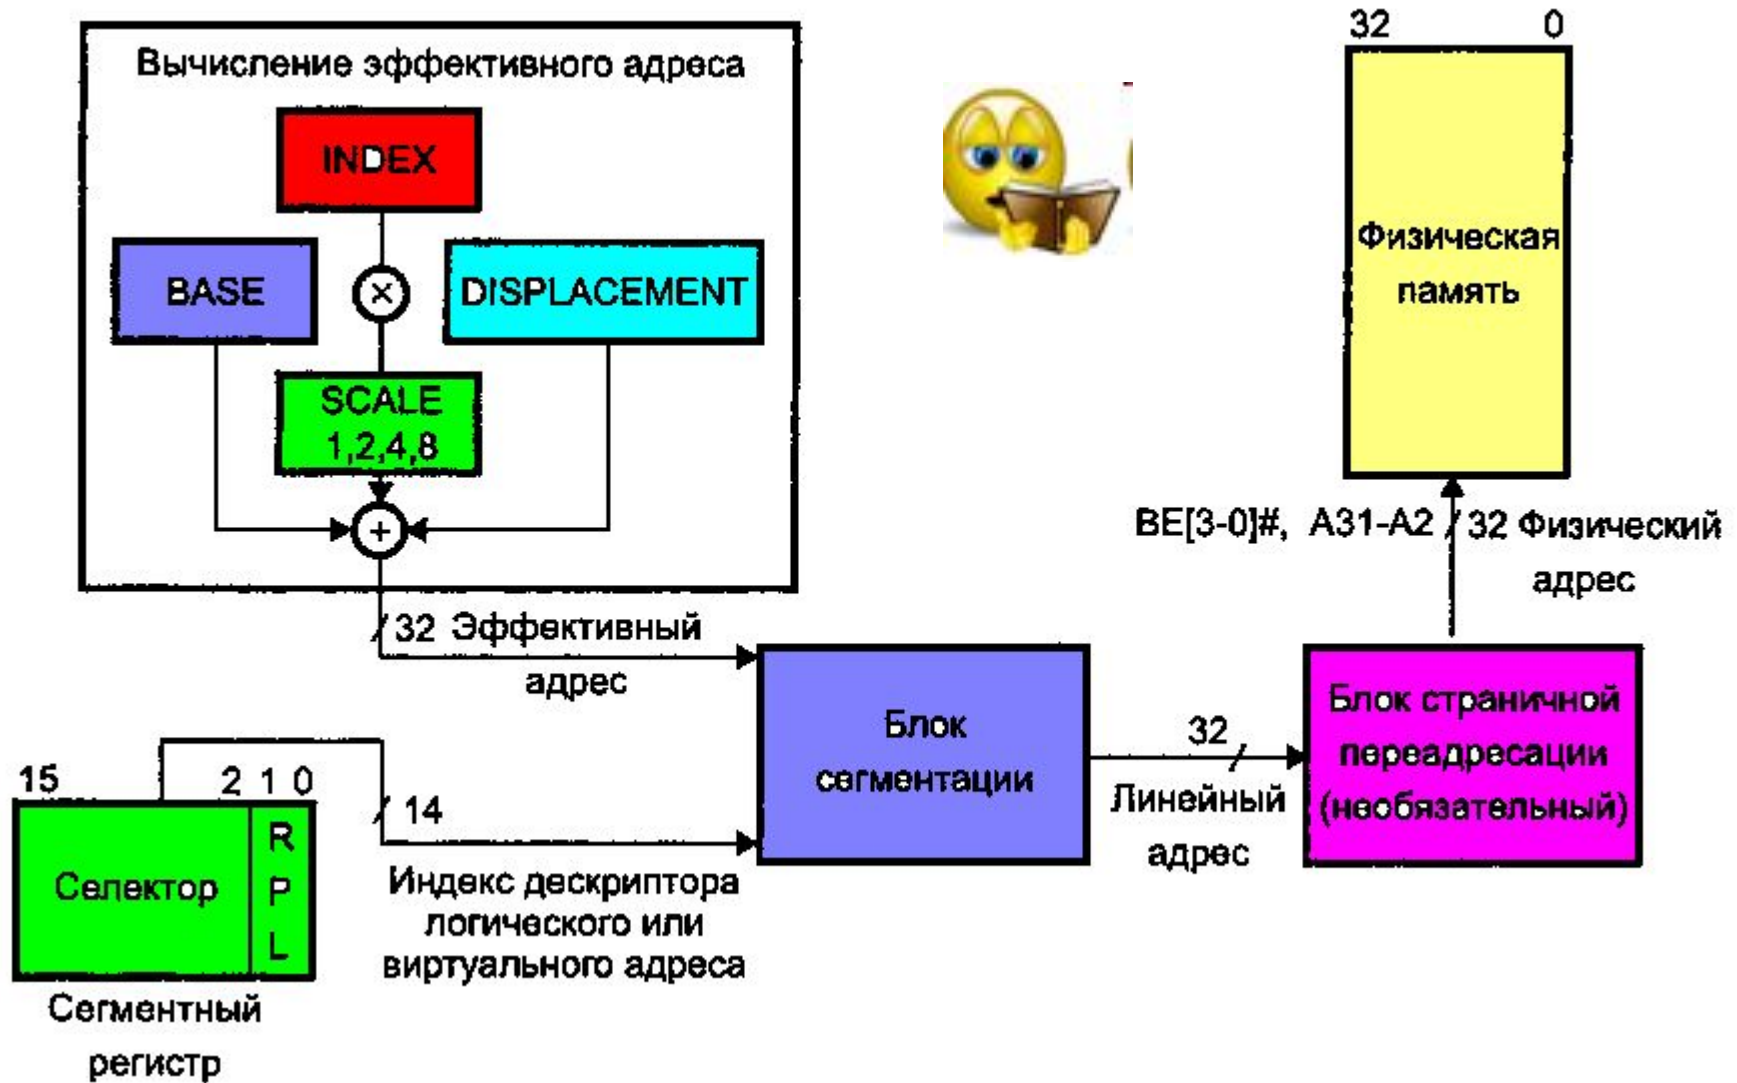 Вычисление эффективного адреса
INDEX
BASE
×
DISPLACEMENT
SCALE
1,2,4,8
+
32 Эффективный
адрес
15 2 1 0
Селектор
R
P
L
Сегментный
регистр
14
Индекс дескриптора
логического или
виртуального адреса
Блок
сегментации
32
Линейный
адрес
Блок страничной
переадресации
(необязательный)
BE[3-0]#, A31-A2 / 32 Физический
адрес
32 0
Физическая
память